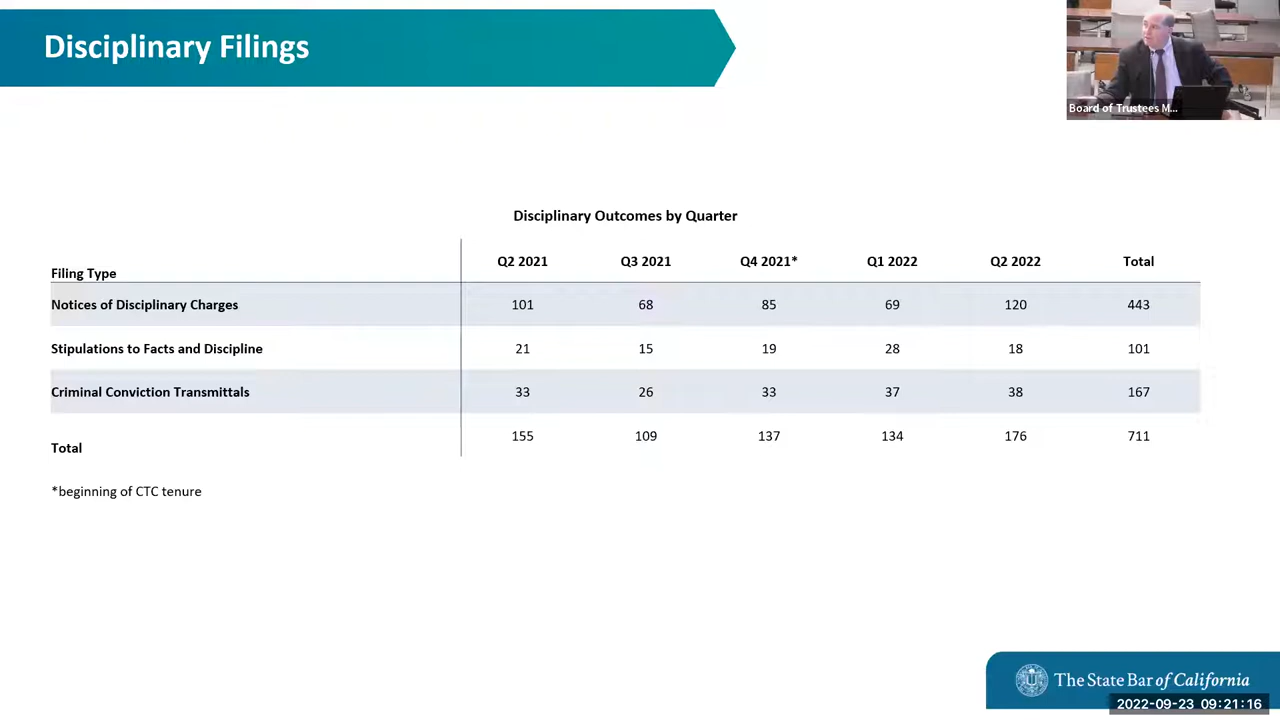 Disciplinary Filings
Board of Trustees M...
Disciplinary Outcomes by Quarter
Filing Type Q2 2021 Q3 2021 Q4 2021* Q1 2022 Q2 2022 Total
Notices of Disciplinary Charges 101 68 85 69 120 443
Stipulations to Facts and Discipline 21 15 19 28 18 101
Criminal Conviction Transmittals 33 26 33 37 38 167
Total 155 109 137 134 176 711
*beginning of CTC tenure
The State Bar of California
2022-09-23 09:21:16